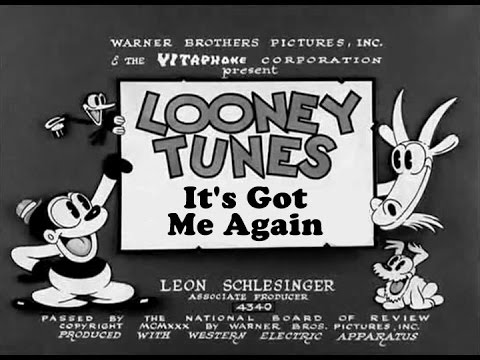 WARNER BROTHERS PICTURES, INC.
& THE VITAPHONE CORPORATION
present
LOONEY
TUNES
It's Got
Me Again
LEON SCHLESINGER
ASSOCIATE PRODUCER
4340
PASSED BY THE NATIONAL BOARD OF REVIEW
COPYRIGHT MCMXXX BY WARNER BROS. PICTURES, INC.
PRODUCED WITH WESTERN ELECTRIC APPARATUS